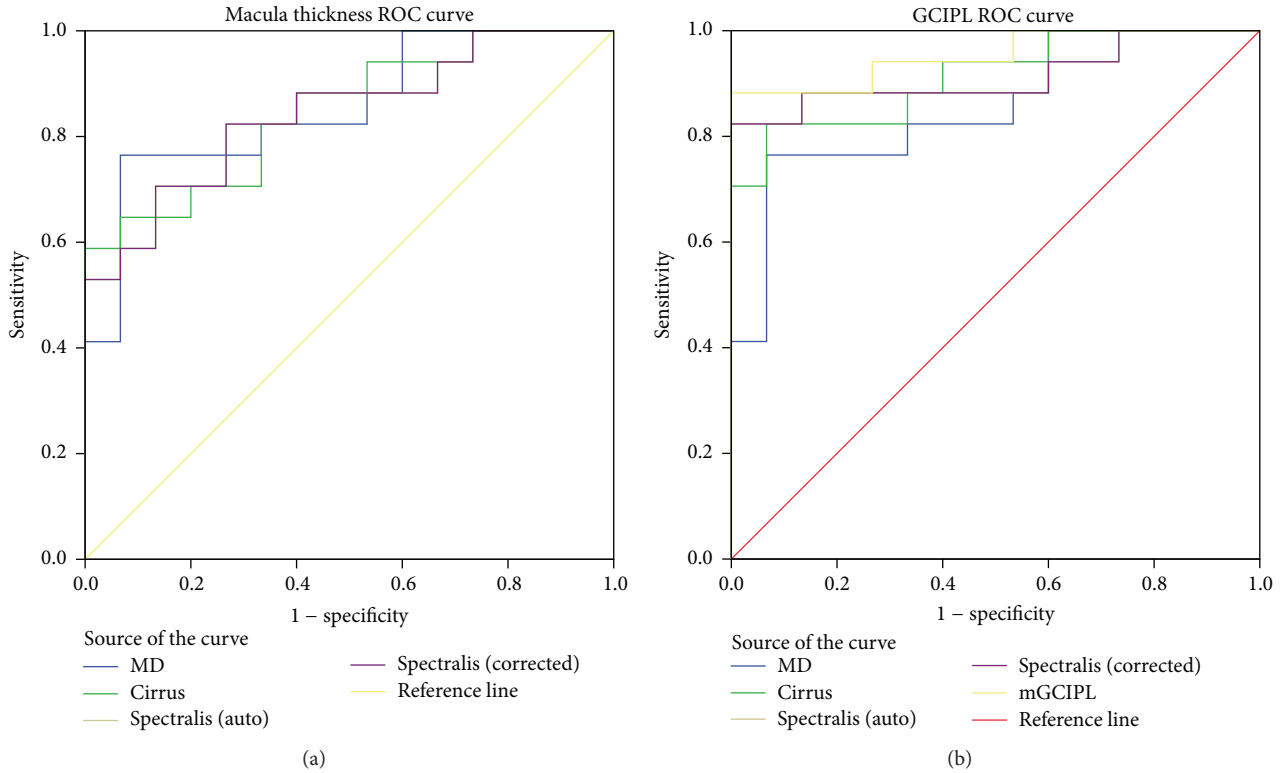 Macula thickness ROC curve
1.0
0.8
0.6
0.4
0.2
0.0
Sensitivity
0.0 0.2 0.4 0.6 0.8 1.0
1 − specificity
Source of the curve
MD
Cirrus
Spectralis (auto)
Spectralis (corrected)
Reference line
(a)
GCIPL ROC curve
1.0
0.8
0.6
0.4
0.2
0.0
Sensitivity
0.0 0.2 0.4 0.6 0.8 1.0
1 − specificity
Source of the curve
MD
Cirrus
Spectralis (auto)
Spectralis (corrected)
mGCIPL
Reference line
(b)